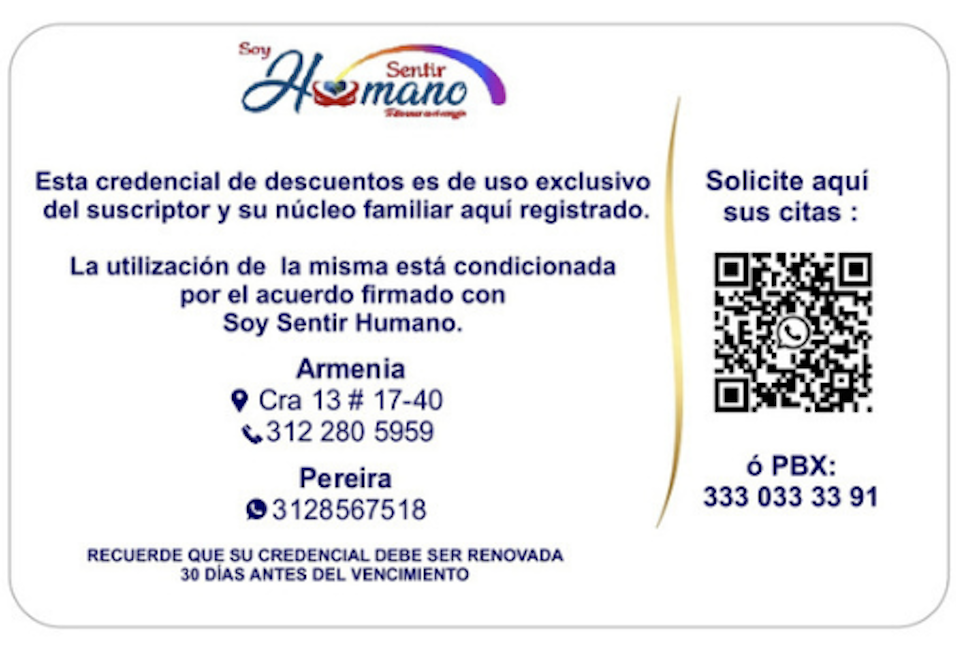 Soy
Sentir
Humano
Esta credencial de descuentos es de uso exclusivo
del suscriptor y su núcleo familiar aquí registrado.
La utilización de la misma está condicionada
por el acuerdo firmado con
Soy Sentir Humano.
Armenia
Cra 13 # 17-40
312 280 5959
Pereira
3128567518
RECUERDE QUE SU CREDENCIAL DEBE SER RENOVADA
30 DÍAS ANTES DEL VENCIMIENTO
Solicite aquí
sus citas :
ó PBX:
333 033 33 91